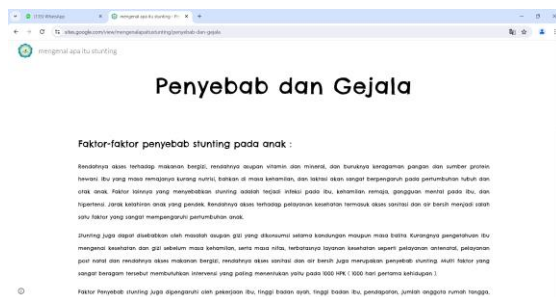 (110) WhatsApp
mengenal apa itu stunting - Pe
sites.google.com/view/mengenalapaitustunting/penyebab-dan-gejala
mengenal apa itu stunting
Penyebab dan Gejala
Faktor-faktor penyebab stunting pada anak :
Rendahnya akses terhadap makanan bergizi, rendahnya asupan vitamin dan mineral, dan buruknya keragaman pangan dan sumber protein
hewani. Ibu yang masa remajanya kurang nutrisi, bahkan di masa kehamilan, dan laktasi akan sangat berpengaruh pada pertumbuhan tubuh dan
otak anak. Faktor lainnya yang menyebabkan stunting adalah terjadi infeksi pada ibu, kehamilan remaja, gangguan mental pada ibu, dan
hipertensi. Jarak kelahiran anak yang pendek. Rendahnya akses terhadap pelayanan kesehatan termasuk akses sanitasi dan air bersih menjadi salah
satu faktor yang sangat mempengaruhi pertumbuhan anak.
Stunting juga dapat disebabkan oleh masalah asupan gizi yang dikonsumsi selama kandungan maupun masa balita. Kurangnya pengetahuan ibu
mengenai kesehatan dan gizi sebelum masa kehamilan, serta masa nifas, terbatasnya layanan kesehatan seperti pelayanan antenatal, pelayanan
post natal dan rendahnya akses makanan bergizi, rendahnya akses sanitasi dan air bersih juga merupakan penyebab stunting. Multi faktor yang
sangat beragam tersebut membutuhkan intervensi yang paling menentukan yaitu pada 1000 HPK ( 1000 hari pertama kehidupan ).
Faktor Penyebab stunting juga dipengaruhi oleh pekerjaan ibu, tinggi badan ayah, tinggi badan ibu, pendapatan, jumlah anggota rumah tangga,